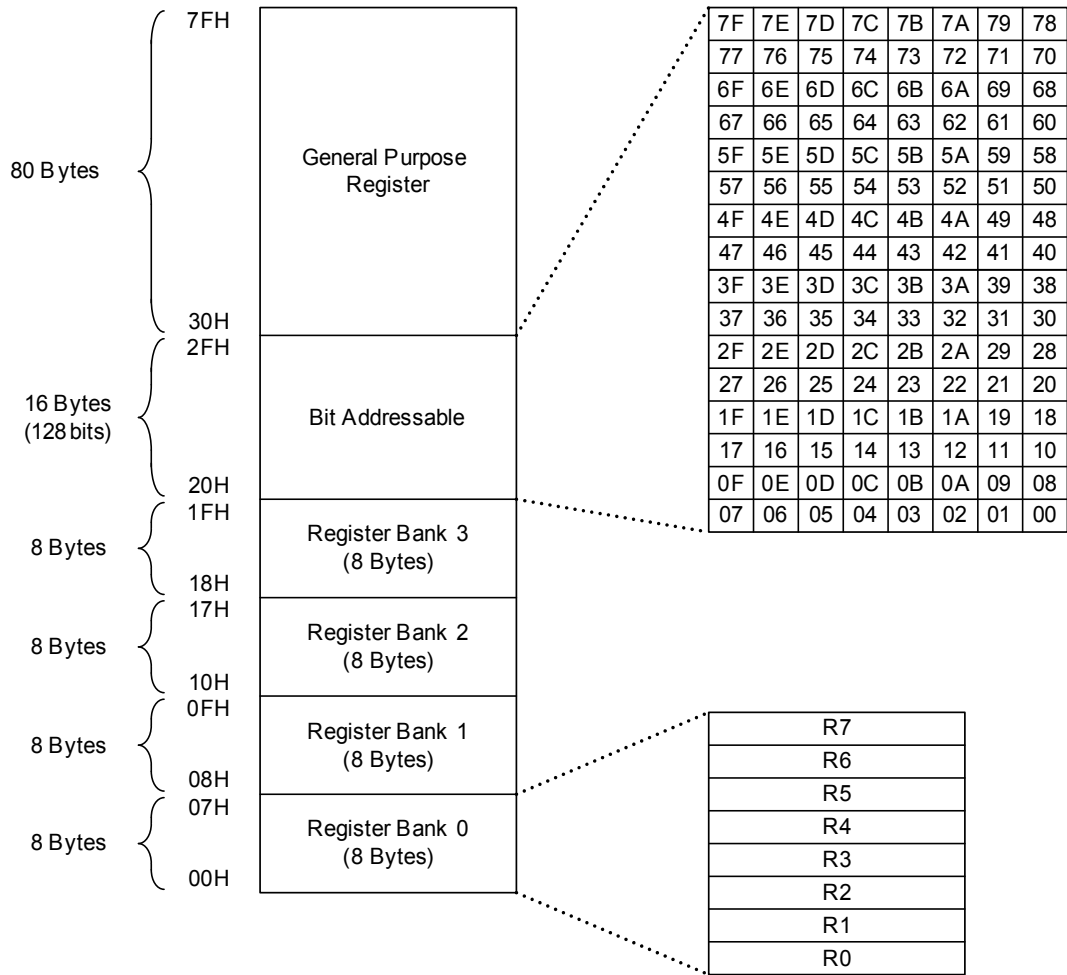 7FH
80 Bytes
General Purpose
Register
30H
2FH
16 Bytes
(128 bits)
Bit Addressable
20H
1FH
8 Bytes
Register Bank 3
(8 Bytes)
18H
17H
8 Bytes
Register Bank 2
(8 Bytes)
10H
0FH
8 Bytes
Register Bank 1
(8 Bytes)
08H
07H
8 Bytes
Register Bank 0
(8 Bytes)
00H
7F 7E 7D 7C 7B 7A 79 78
77 76 75 74 73 72 71 70
6F 6E 6D 6C 6B 6A 69 68
67 66 65 64 63 62 61 60
5F 5E 5D 5C 5B 5A 59 58
57 56 55 54 53 52 51 50
4F 4E 4D 4C 4B 4A 49 48
47 46 45 44 43 42 41 40
3F 3E 3D 3C 3B 3A 39 38
37 36 35 34 33 32 31 30
2F 2E 2D 2C 2B 2A 29 28
27 26 25 24 23 22 21 20
1F 1E 1D 1C 1B 1A 19 18
17 16 15 14 13 12 11 10
0F 0E 0D 0C 0B 0A 09 08
07 06 05 04 03 02 01 00
R7
R6
R5
R4
R3
R2
R1
R0